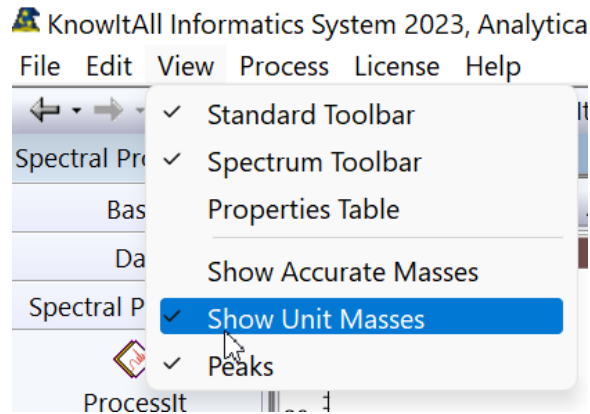 KnowItAll Informatics System 2023, Analytica
File Edit View Process License Help
Standard Toolbar
Spectral Pro
Spectrum Toolbar
Bas
Properties Table
Da
Show Accurate Masses
Spectral P
Show Unit Masses
Peaks
ProcessIt